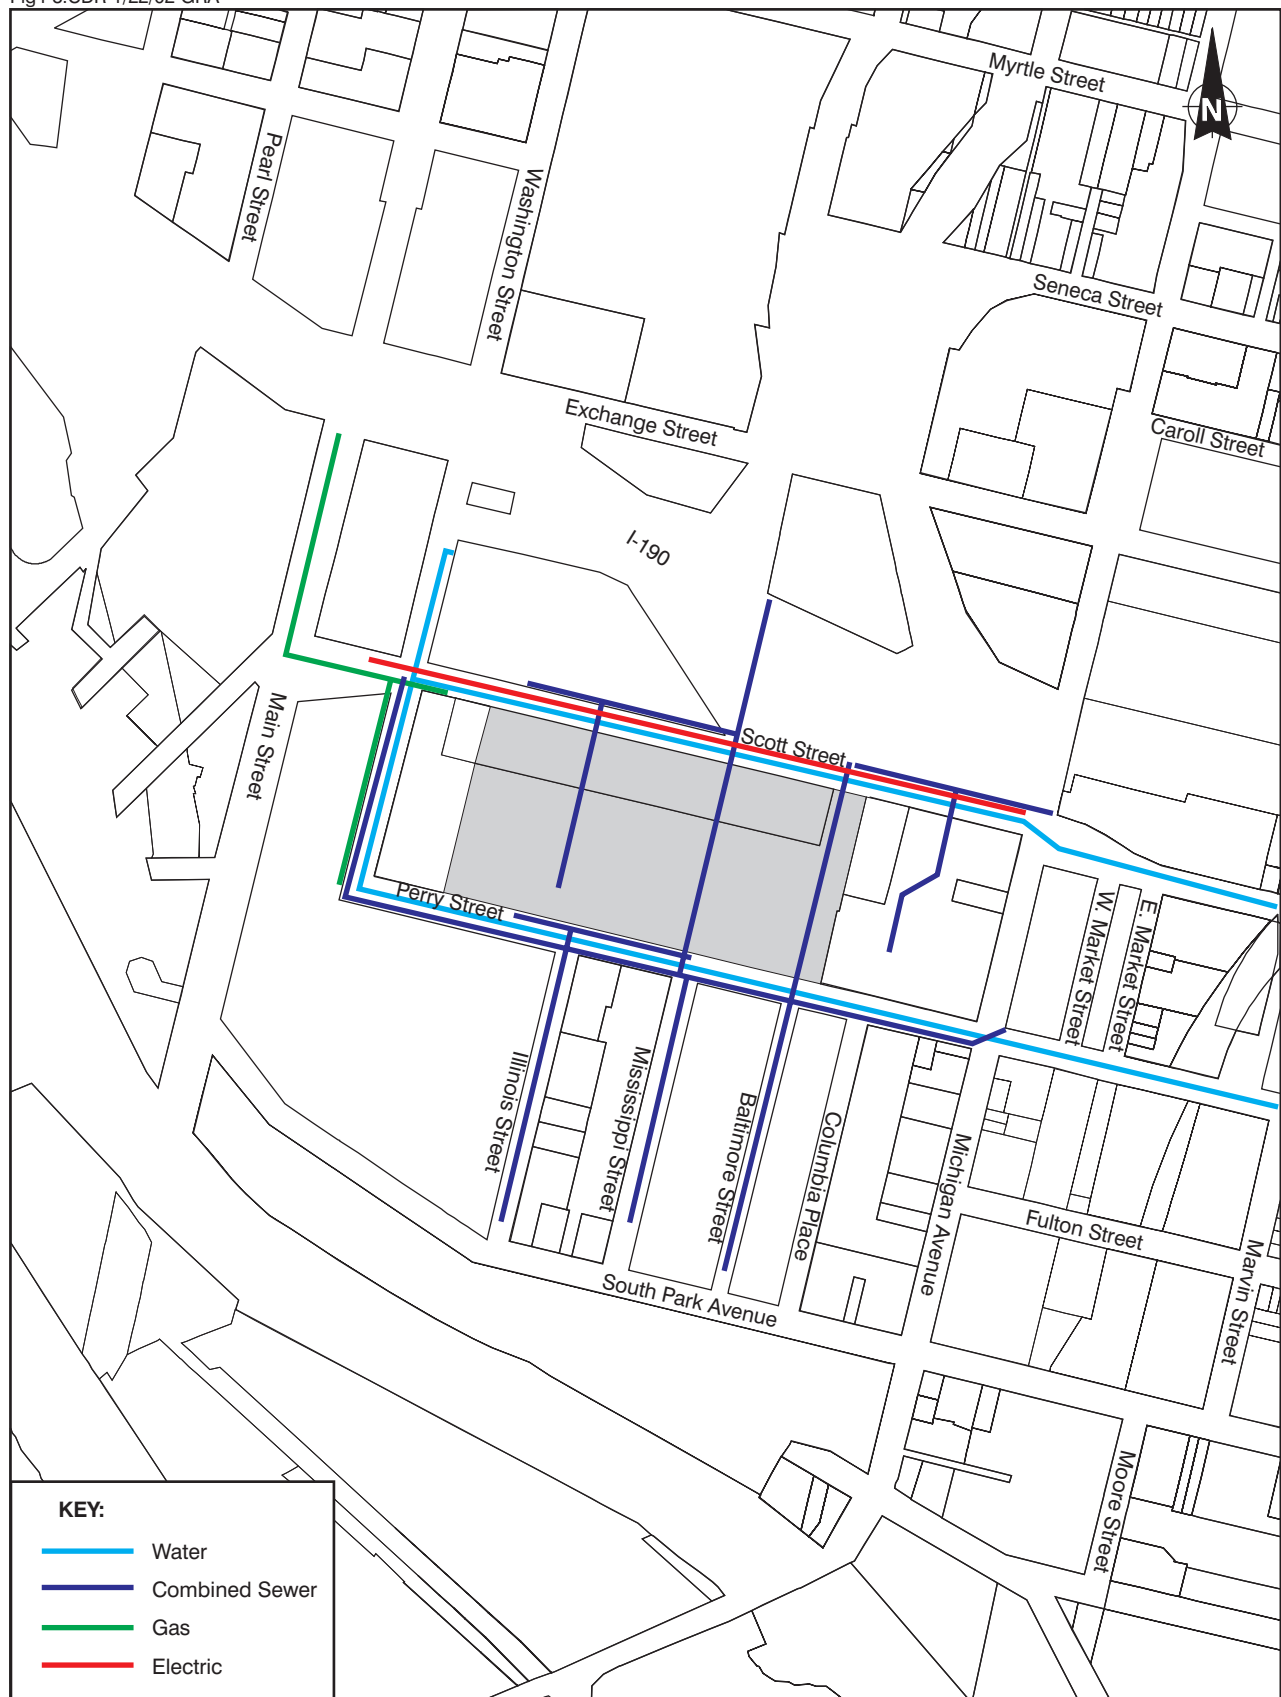 Myrtle Street
N
Pearl Street
Washington Street
Seneca Street
Exchange Street
Caroll Street
I-190
Main Street
Scott Street
Perry Street
W. Market Street
E. Market Street
Illinois Street
Mississippi Street
Baltimore Street
Columbia Place
Michigan Avenue
Fulton Street
Marvin Street
South Park Avenue
Moore Street
KEY:
Water
Combined Sewer
Gas
Electric